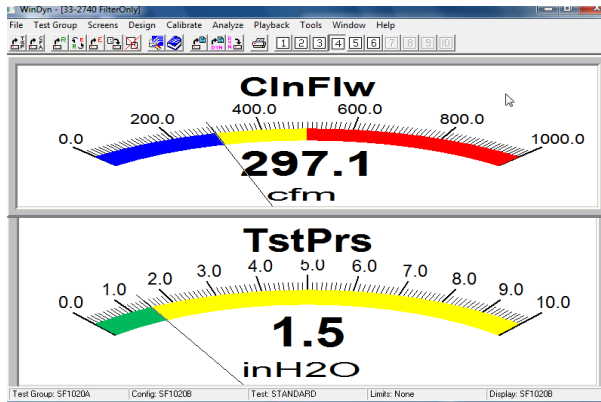 WinDyn - [33-2740 FilterOnly]
File Test Group Screens Design Calibrate Analyze Playback Tools Window Help
1 2 3 4 5 6 7 8 9 10
ClnFlw
0.0 200.0 400.0 600.0 800.0 1000.0
297.1
cfm
TstPrs
0.0 1.0 2.0 3.0 4.0 5.0 6.0 7.0 8.0 9.0 10.0
1.5
inH2O
Test Group: SF1020A Config: SF1020B Test: STANDARD Limits: None Display: SF1020B